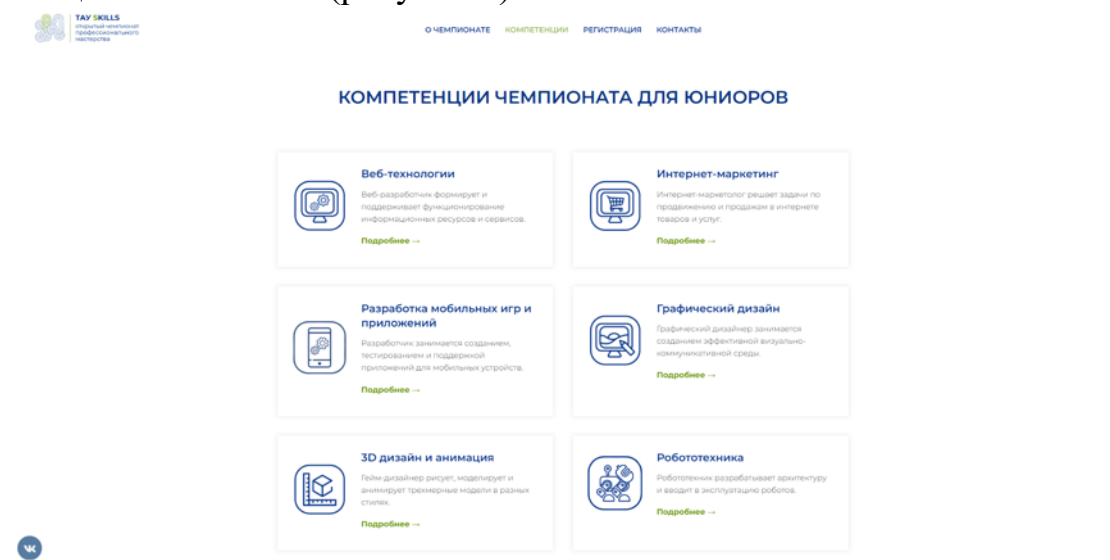 TAY SKILLS
открытый чемпионат
профессионального
мастерства
О ЧЕМПИОНАТЕ КОМПЕТЕНЦИИ РЕГИСТРАЦИЯ КОНТАКТЫ
КОМПЕТЕНЦИИ ЧЕМПИОНАТА ДЛЯ ЮНИОРОВ
Веб-технологии
Веб-разработчик формирует и
поддерживает функционирование
информационных ресурсов и сервисов.
Подробнее →
Интернет-маркетинг
Интернет-маркетолог решает задачи по
продвижению и продажам в интернете
товаров и услуг.
Подробнее →
Разработка мобильных игр и
приложений
Разработчик занимается созданием,
тестированием и поддержкой
приложений для мобильных устройств.
Подробнее →
Графический дизайн
Графический дизайнер занимается
созданием эффективной визуально-
коммуникативной среды.
Подробнее →
3D дизайн и анимация
Гейм-дизайнер рисует, моделирует и
анимирует трехмерные модели в разных
стилях.
Подробнее →
Робототехника
Робототехник разрабатывает архитектуру
и вводит в эксплуатацию роботов.
Подробнее →